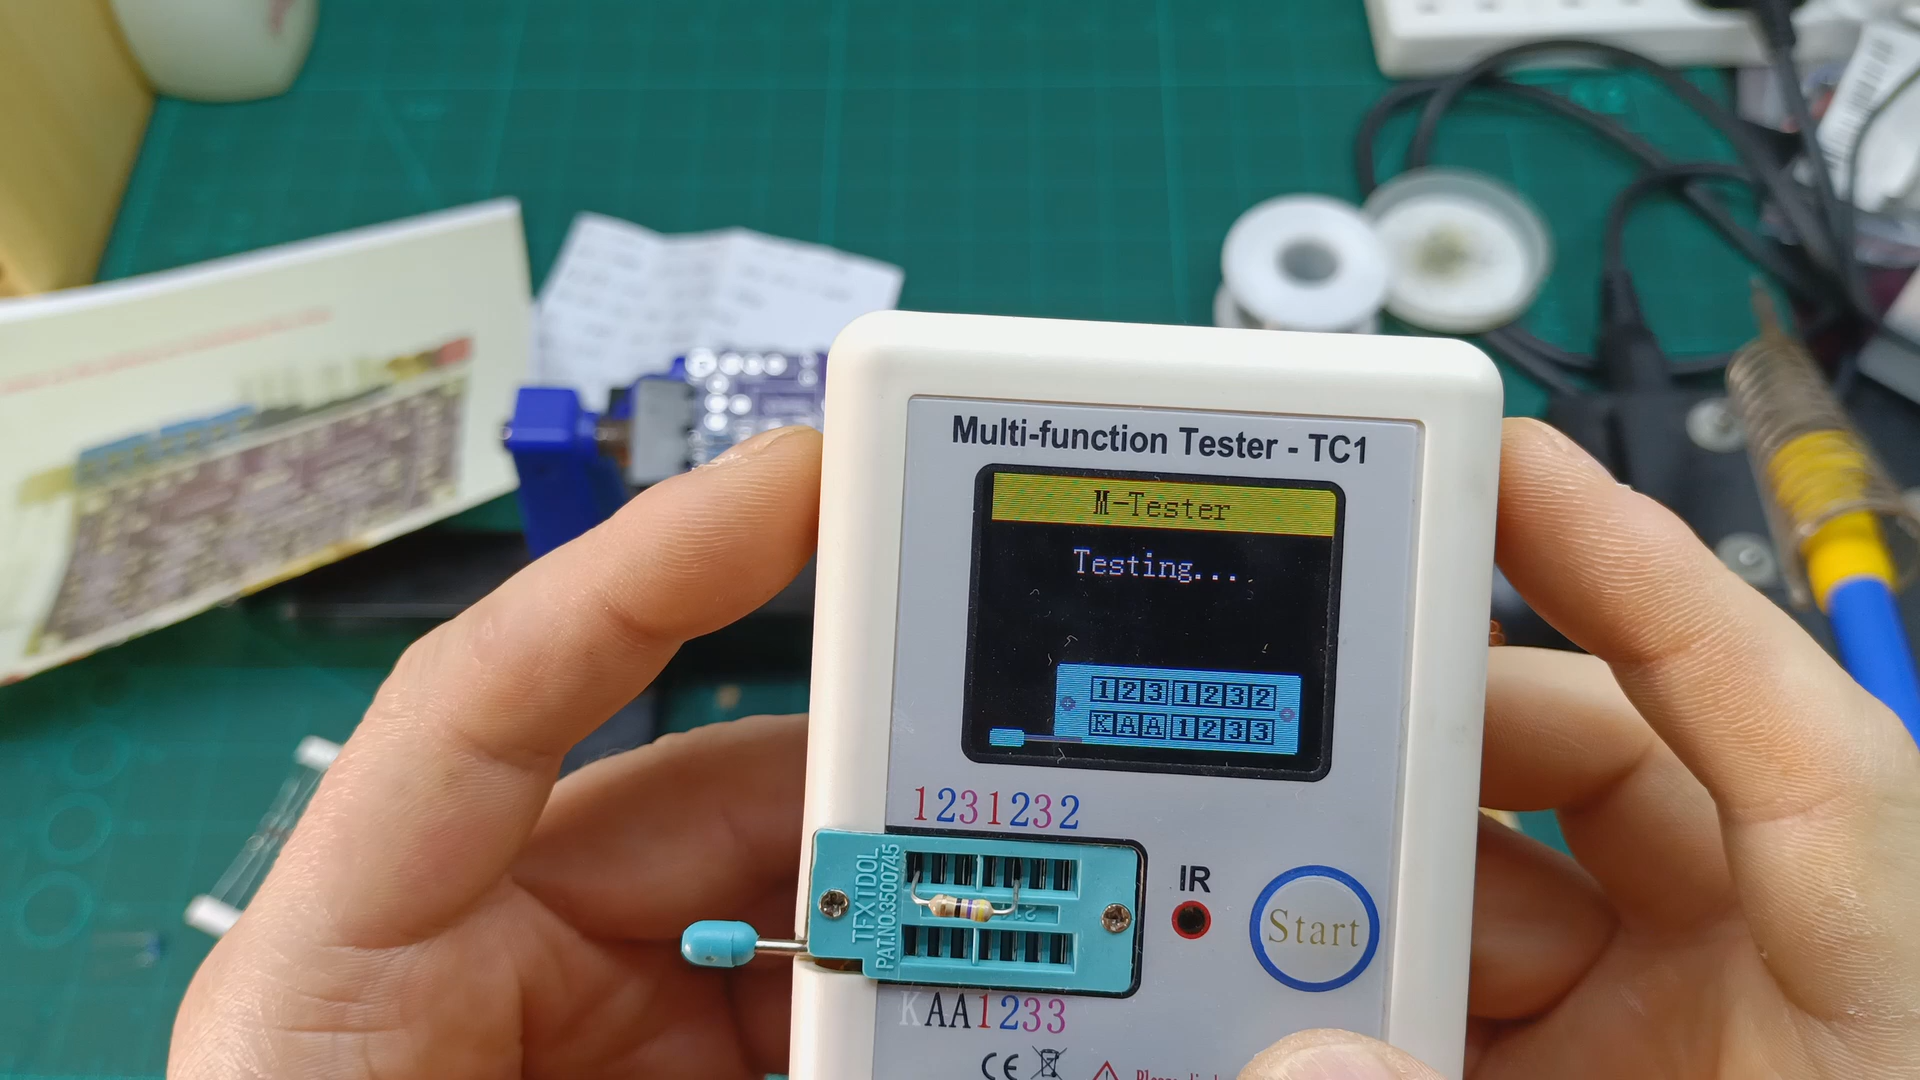 Multi-function Tester - TC1
M-Tester
Testing...
1231232
KAA1233
1231232
TFXTDOL
PAT.NO.3500745
IR
Start
KAA1233
CE